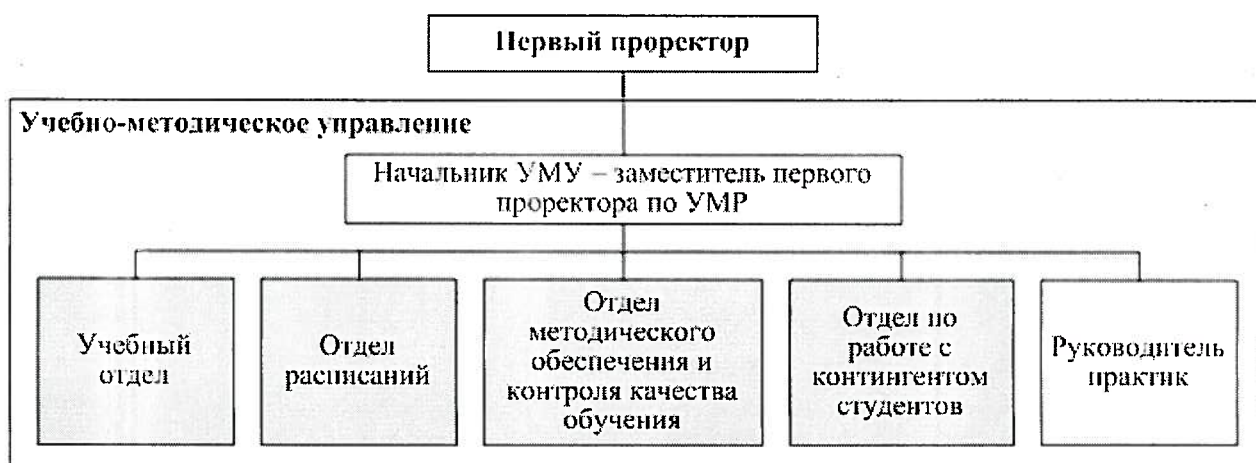 Первый проректор
Учебно-методическое управление
Начальник УМУ – заместитель первого
проректора по УМР
Учебный
отдел
Отдел
расписаний
Отдел
методического
обеспечения и
контроля качества
обучения
Отдел по
работе с
контингентом
студентов
Руководитель
практик